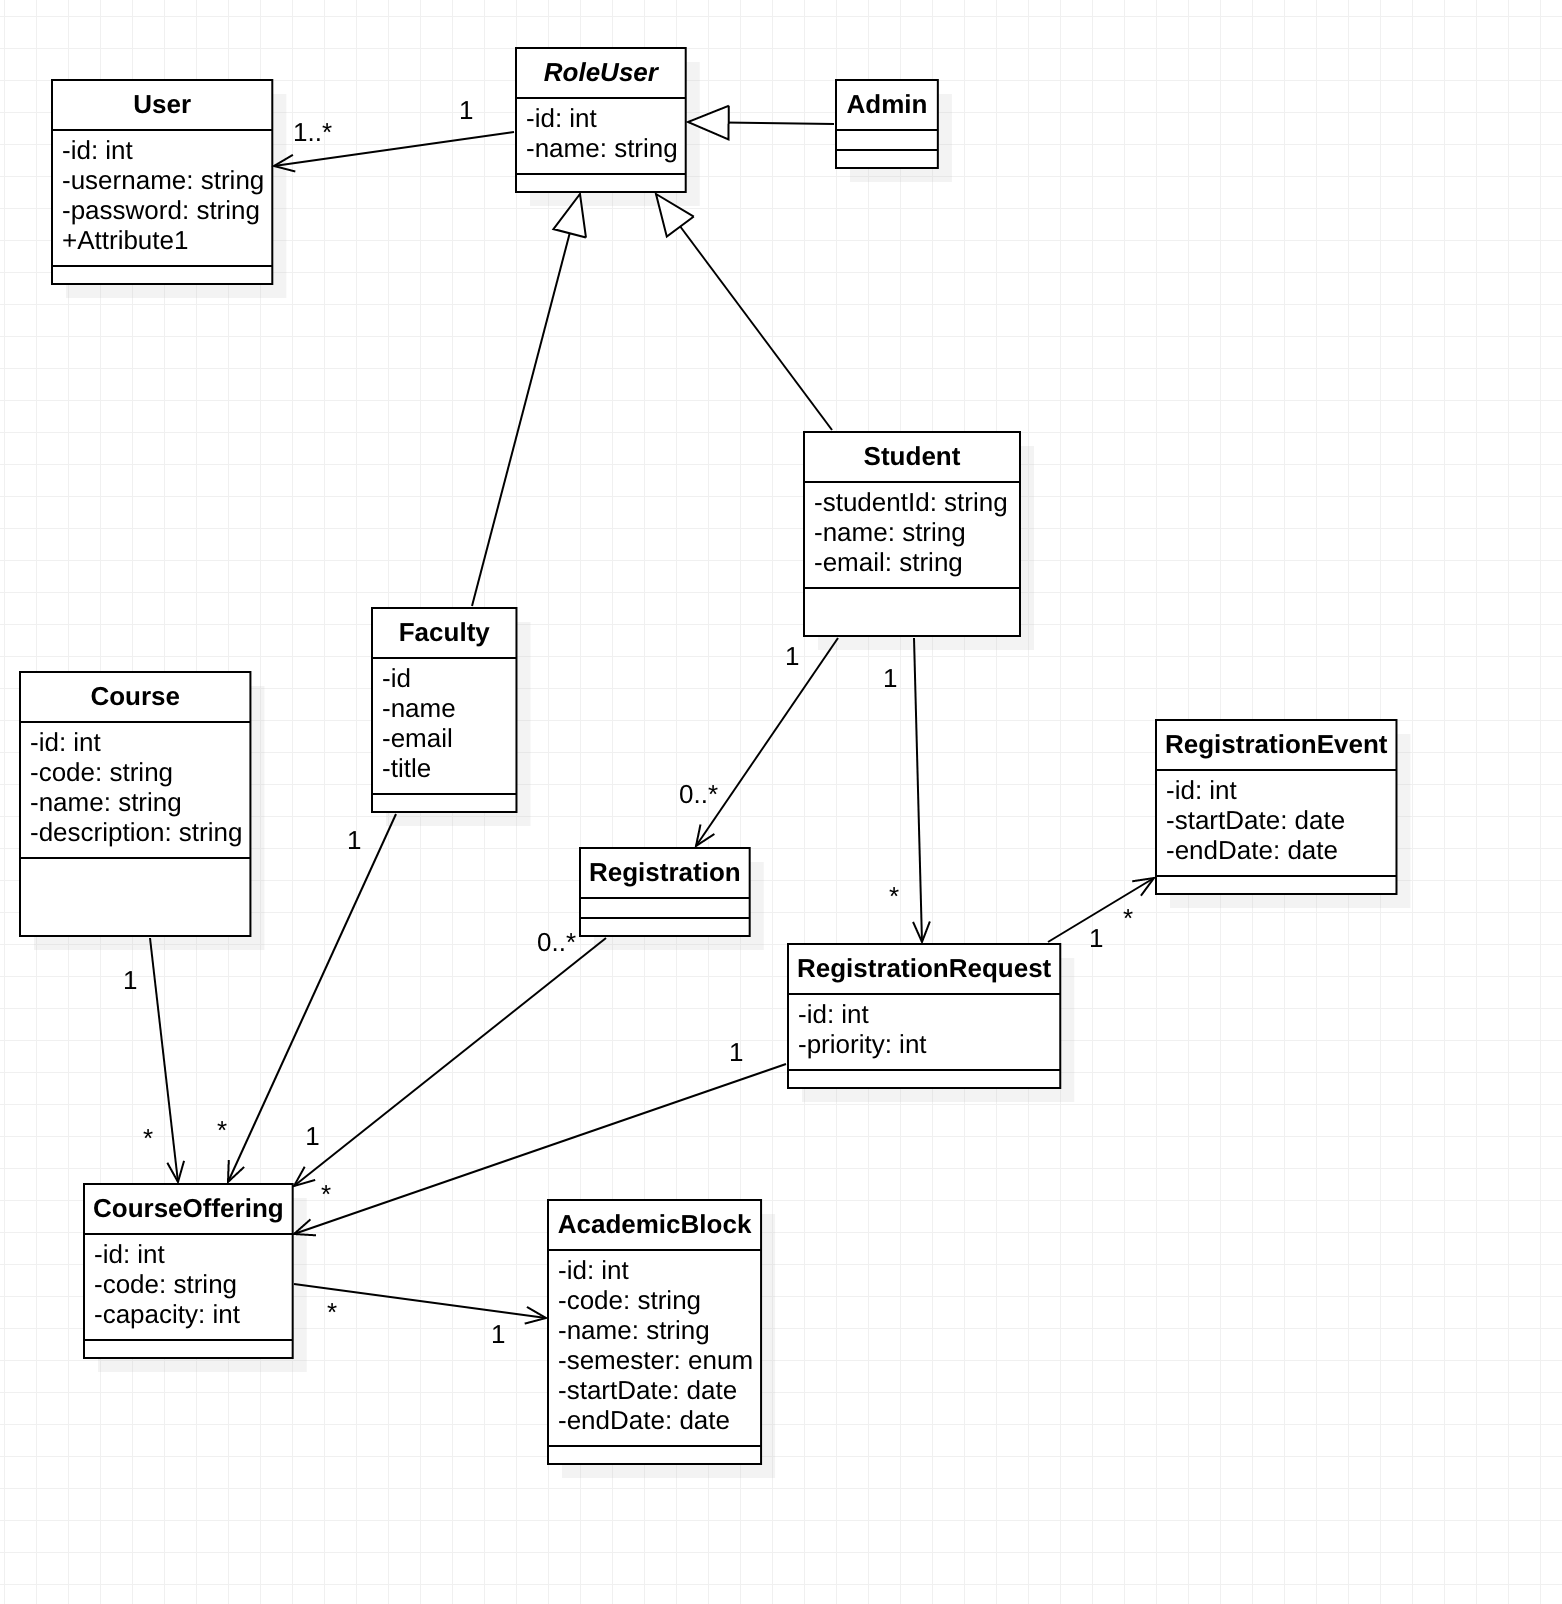 RoleUser
-id: int
-name: string
User
-id: int
-username: string
-password: string
+Attribute1
Admin
1
1..*
Student
-studentId: string
-name: string
-email: string
Faculty
-id
-name
-email
-title
Course
-id: int
-code: string
-name: string
-description: string
1
1
RegistrationEvent
-id: int
-startDate: date
-endDate: date
0..*
1
Registration
*
*
1
0..*
RegistrationRequest
-id: int
-priority: int
1
1
*
*
1
*
CourseOffering
-id: int
-code: string
-capacity: int
AcademicBlock
-id: int
-code: string
-name: string
-semester: enum
-startDate: date
-endDate: date
*
1